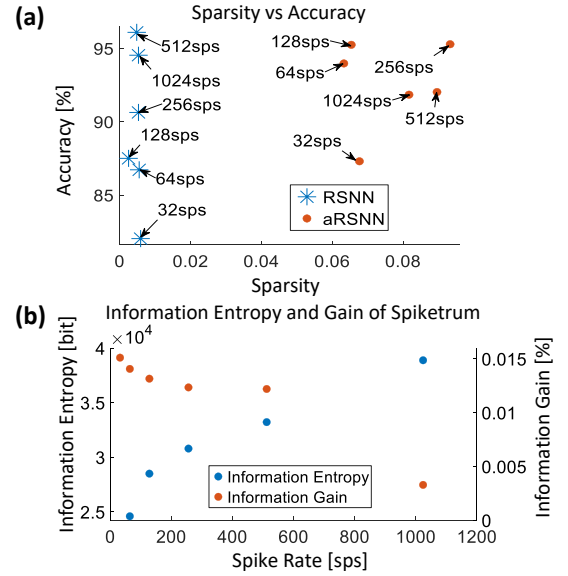 (a)
Sparsity vs Accuracy
Accuracy [%]
95
90
85
512sps
1024sps
256sps
128sps
64sps
32sps
128sps
64sps
256sps
1024sps
512sps
32sps
RSNN
aRSNN
0
0.02
0.04
0.06
0.08
Sparsity
(b)
Information Entropy and Gain of Spiketrum
× 10⁴
Information Entropy [bit]
4
3.5
3
2.5
Information Gain [%]
0.015
0.01
0.005
0
Information Entropy
Information Gain
0
200
400
600
800
1000
1200
Spike Rate [sps]